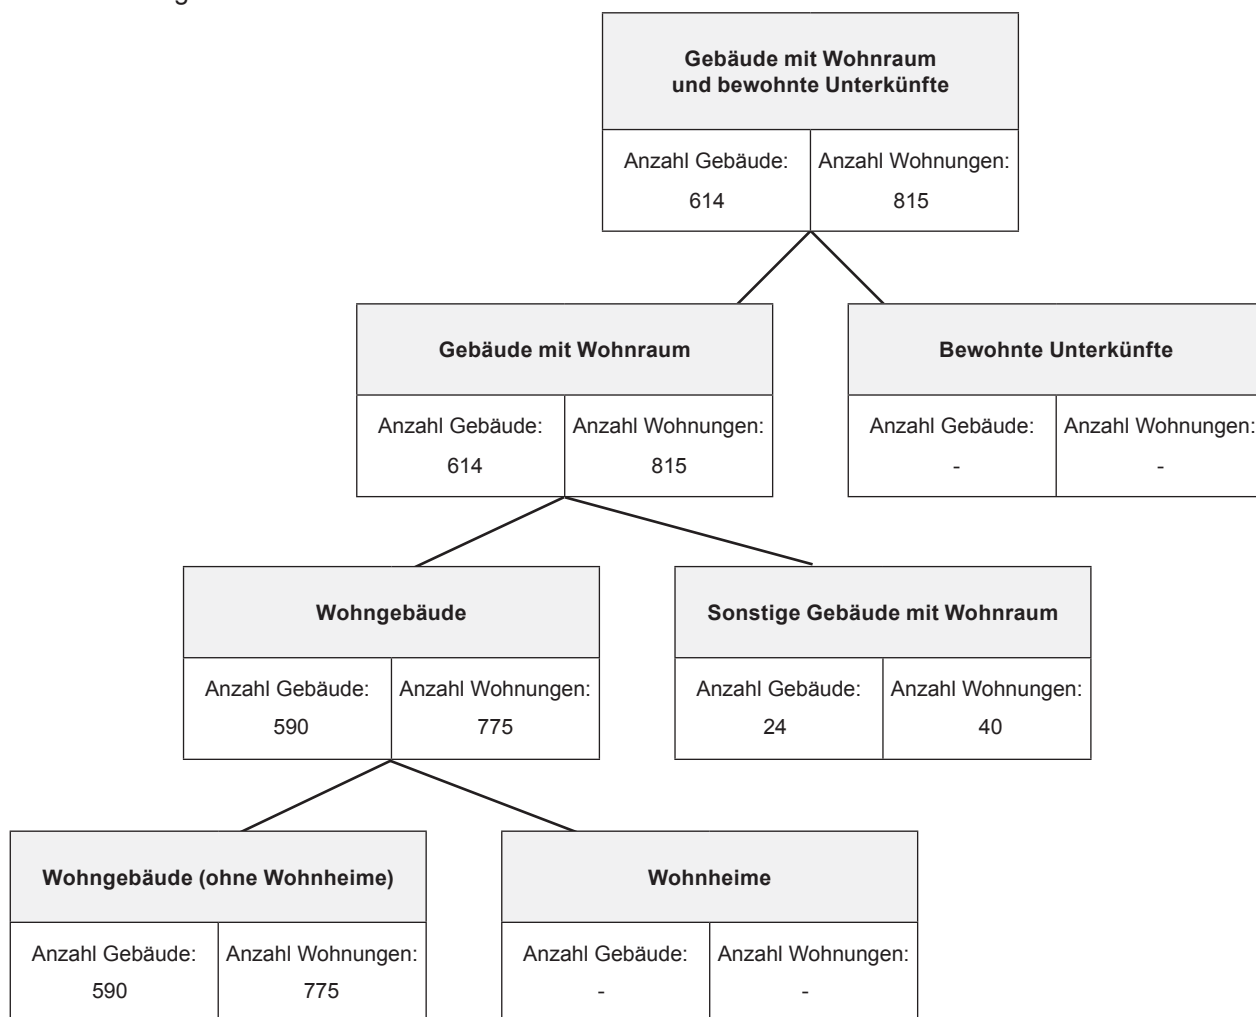 Gebäude mit Wohnraum
und bewohnte Unterkünfte
Anzahl Gebäude:
614
Anzahl Wohnungen:
815
Gebäude mit Wohnraum
Anzahl Gebäude:
614
Anzahl Wohnungen:
815
Bewohnte Unterkünfte
Anzahl Gebäude:
-
Anzahl Wohnungen:
-
Wohngebäude
Anzahl Gebäude:
590
Anzahl Wohnungen:
775
Sonstige Gebäude mit Wohnraum
Anzahl Gebäude:
24
Anzahl Wohnungen:
40
Wohngebäude (ohne Wohnheime)
Anzahl Gebäude:
590
Anzahl Wohnungen:
775
Wohnheime
Anzahl Gebäude:
-
Anzahl Wohnungen:
-